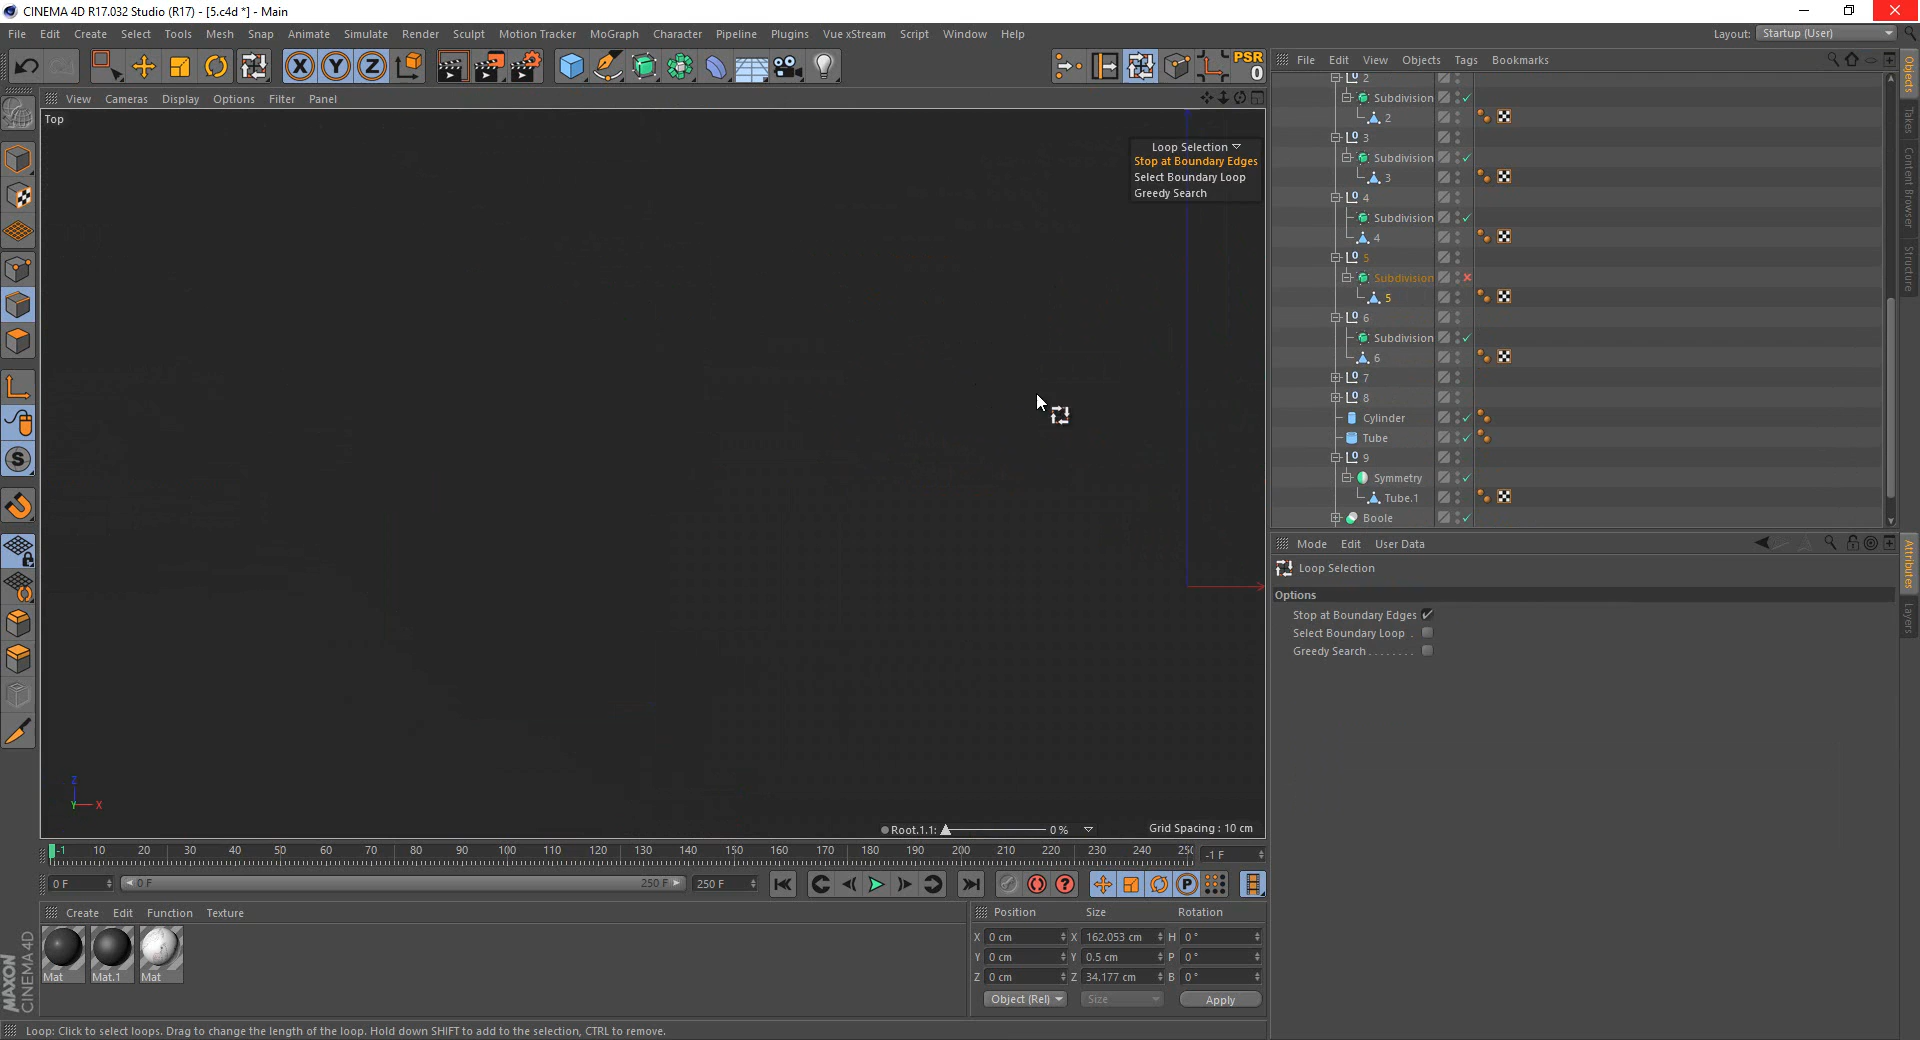 CINEMA 4D R17.032 Studio (R17) - [5.c4d *] - Main
File Edit Create Select Tools Mesh Snap Animate Simulate Render Sculpt Motion Tracker MoGraph Character Pipeline Plugins Vue xStream Script Window Help
Layout: Startup (User)
X Y Z
PSR
0
File Edit View Objects Tags Bookmarks
View Cameras Display Options Filter Panel
Top
Loop Selection
Stop at Boundary Edges
Select Boundary Loop
Greedy Search
2
Subdivision
2
3
Subdivision
3
4
Subdivision
4
5
Subdivision
5
6
Subdivision
6
7
8
Cylinder
Tube
9
Symmetry
Tube.1
Boole
Objects
Takes
Content Browser
Structure
Mode Edit User Data
Loop Selection
Options
Stop at Boundary Edges
Select Boundary Loop .
Greedy Search . . . . . . . .
Attributes
Layers
Z
Y X
Root.1.1: 0 %
Grid Spacing : 10 cm
-1 10 20 30 40 50 60 70 80 90 100 110 120 130 140 150 160 170 180 190 200 210 220 230 240 250
-1 F
0 F 0 F 250 F 250 F
Create Edit Function Texture
Mat Mat.1 Mat
Position Size Rotation
X 0 cm X 162.053 cm H 0 °
Y 0 cm Y 0.5 cm P 0 °
Z 0 cm Z 34.177 cm B 0 °
Object (Rel) Size Apply
MAXON
CINEMA 4D
Loop: Click to select loops. Drag to change the length of the loop. Hold down SHIFT to add to the selection, CTRL to remove.